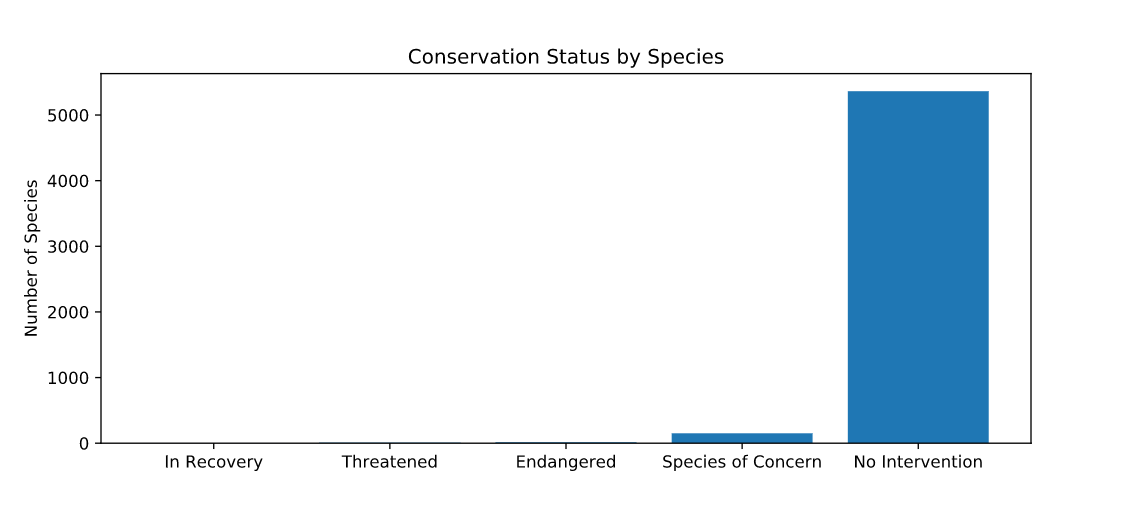 Conservation Status by Species
Number of Species
5000
4000
3000
2000
1000
0
In Recovery
Threatened
Endangered
Species of Concern
No Intervention